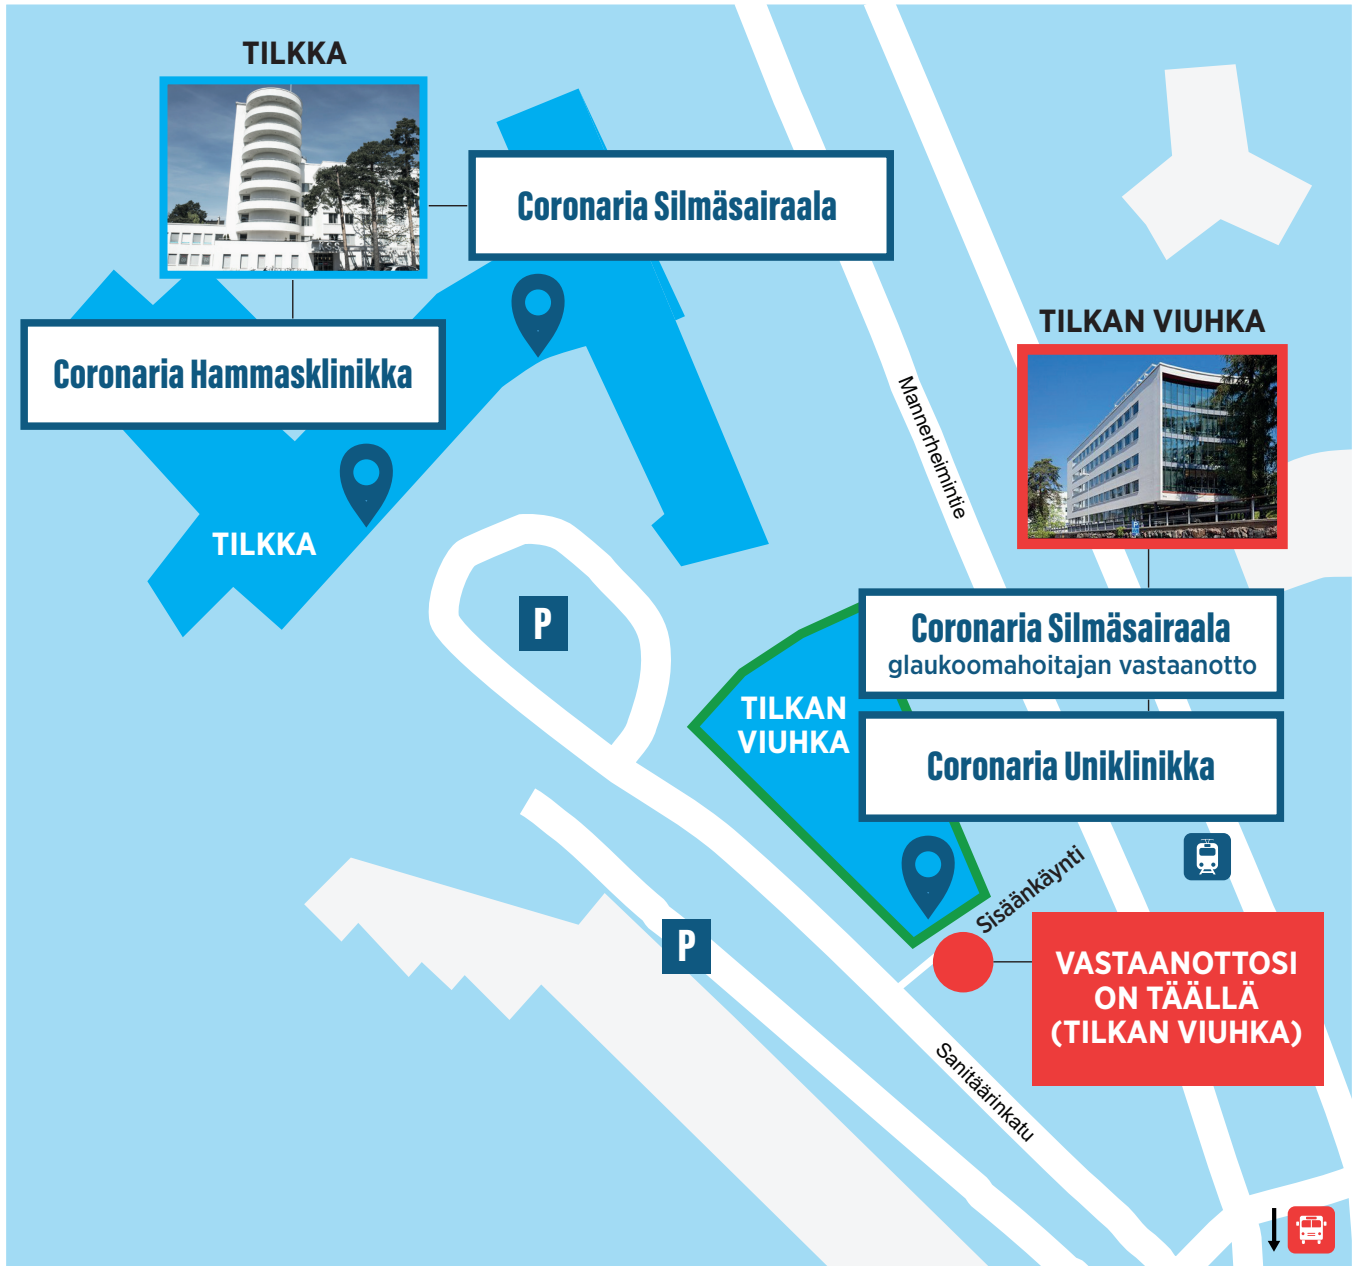 TILKKA
Coronaria Silmäsairaala
Coronaria Hammasklinikka
TILKKA
P
Mannerheimintie
TILKAN VIUHKA
Coronaria Silmäsairaala
glaukoomahoitajan vastaanotto
TILKAN
VIUHKA
Coronaria Uniklinikka
Sisäänkäynti
P
VASTAANOTTOSI
ON TÄÄLLÄ
(TILKAN VIUHKA)
Sanitäärinkatu